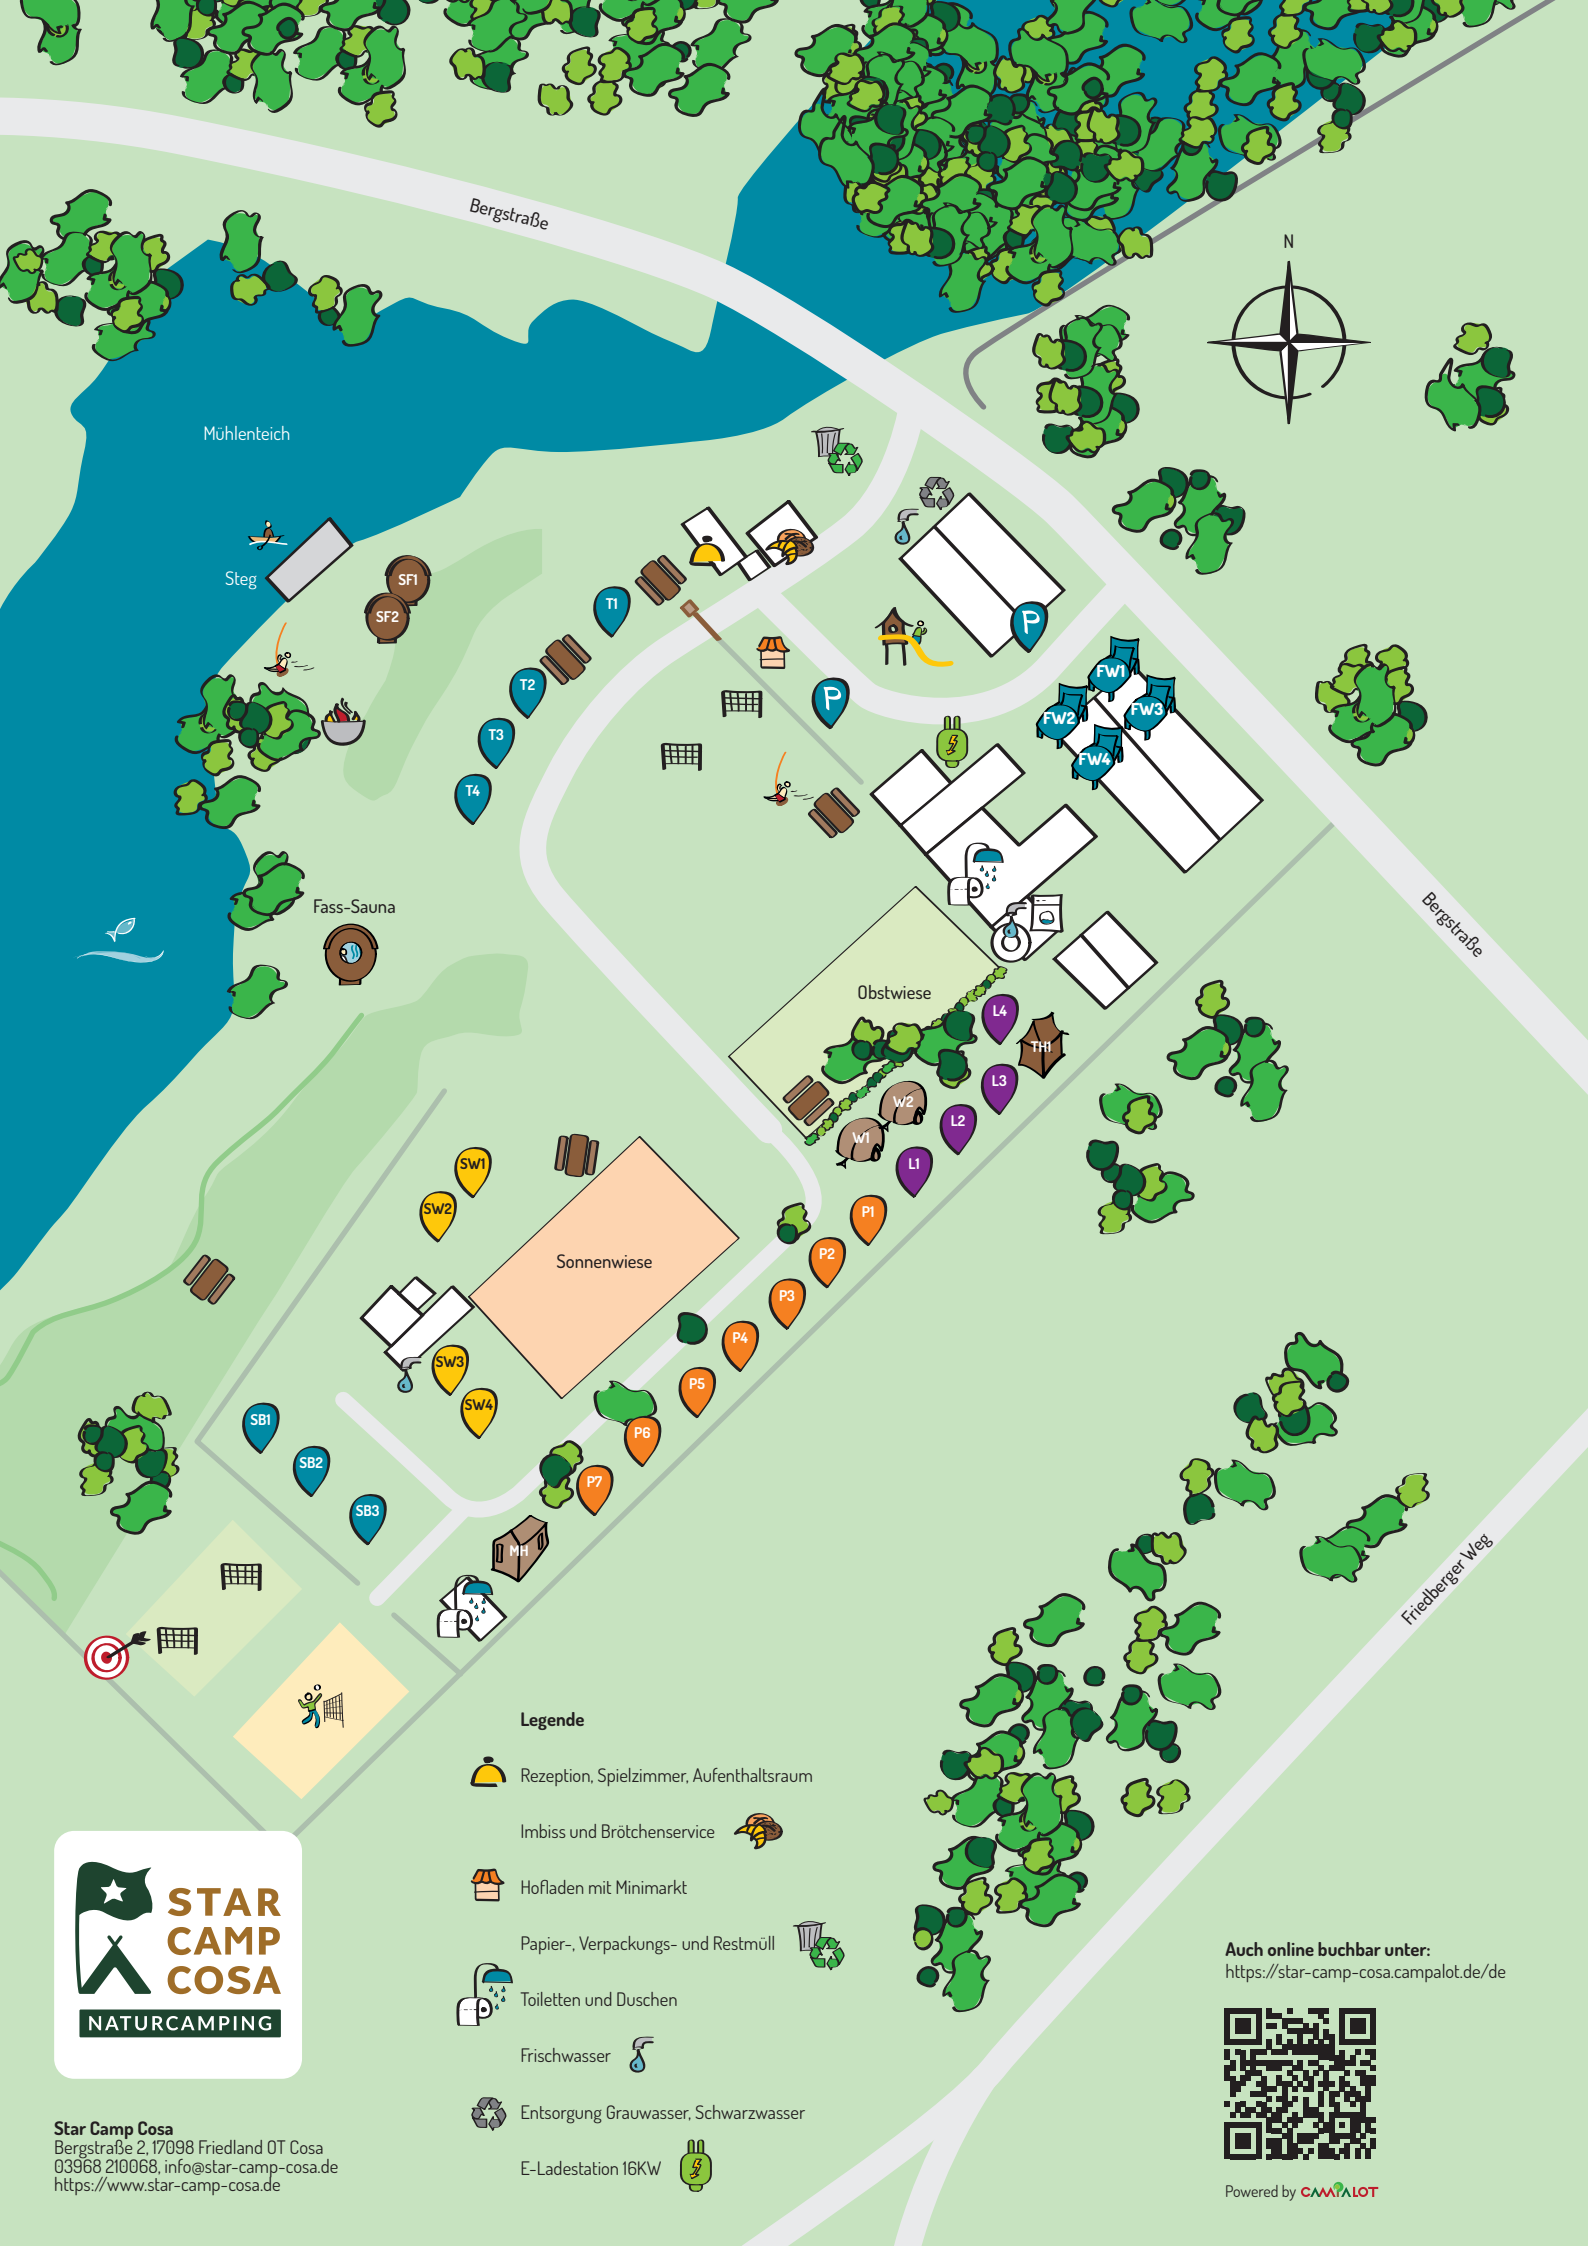 Bergstraße
N
Mühlenteich
Steg
SF1
SF2
T1
T2
T3
T4
P
P
FW1
FW2
FW3
FW4
Fass-Sauna
Bergstraße
Obstwiese
L4
TH1
L3
W2
L2
W1
L1
SW1
SW2
P1
P2
Sonnenwiese
P3
P4
SW3
P5
SW4
SB1
P6
SB2
P7
SB3
MH
Friedberger Weg
Legende
Rezeption, Spielzimmer, Aufenthaltsraum
Imbiss und Brötchenservice
Hofladen mit Minimarkt
Papier-, Verpackungs- und Restmüll
Toiletten und Duschen
Frischwasser
Entsorgung Grauwasser, Schwarzwasser
E-Ladestation 16KW
STAR
CAMP
COSA
NATURCAMPING
Star Camp Cosa
Bergstraße 2, 17098 Friedland OT Cosa
03968 210068, info@star-camp-cosa.de
https://www.star-camp-cosa.de
Auch online buchbar unter:
https://star-camp-cosa.campalot.de/de
Powered by CAMPALOT